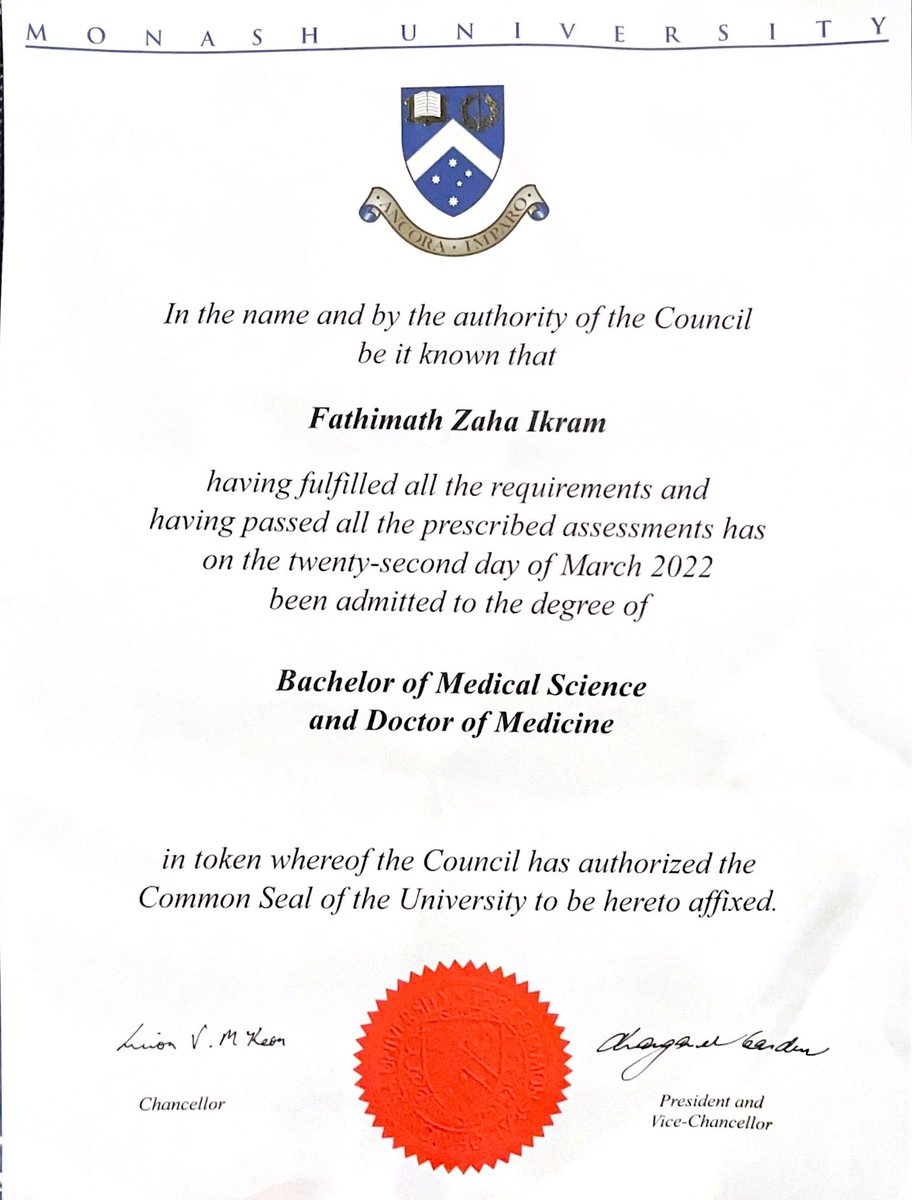 MONASH UNIVERSITY
ANCORA · IMPARO
In the name and by the authority of the Council
be it known that
Fathimath Zaha Ikram
having fulfilled all the requirements and
having passed all the prescribed assessments has
on the twenty-second day of March 2022
been admitted to the degree of
Bachelor of Medical Science
and Doctor of Medicine
in token whereof the Council has authorized the
Common Seal of the University to be hereto affixed.
Simon V. McKeon
Chancellor
President and
Vice-Chancellor